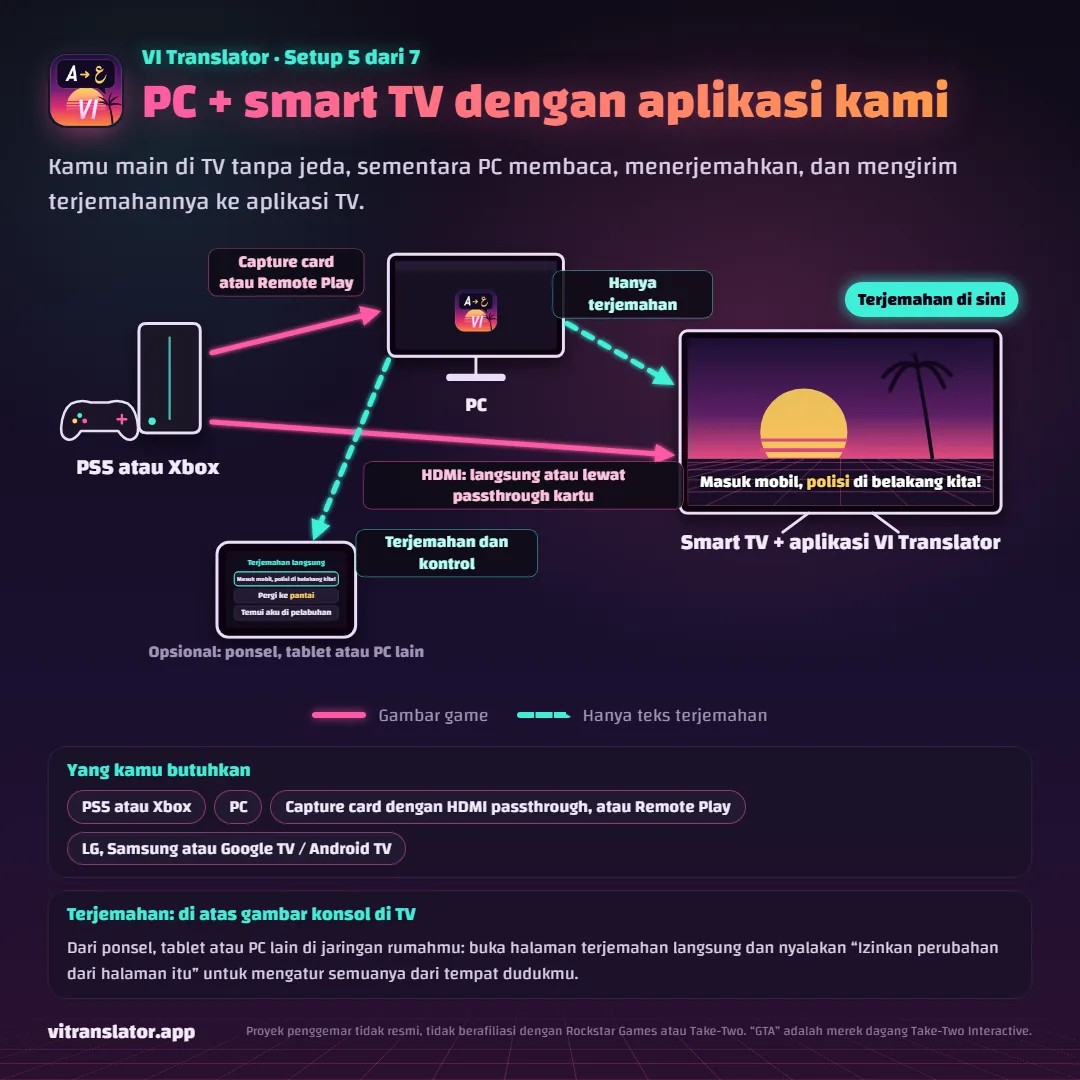 A→ع
VI
VI Translator · Setup 5 dari 7
PC + smart TV dengan aplikasi kami
Kamu main di TV tanpa jeda, sementara PC membaca, menerjemahkan, dan mengirim
terjemahannya ke aplikasi TV.
Capture card
atau Remote Play
A→ع
VI
Hanya
terjemahan
Terjemahan di sini
PC
PS5 atau Xbox
HDMI: langsung atau lewat
passthrough kartu
Masuk mobil, polisi di belakang kita!
Smart TV + aplikasi VI Translator
Terjemahan dan
kontrol
Terjemahan langsung
Masuk mobil, polisi di belakang kita!
Pergi ke pantai
Temui aku di pelabuhan
Opsional: ponsel, tablet atau PC lain
Gambar game
Hanya teks terjemahan
Yang kamu butuhkan
PS5 atau Xbox
PC
Capture card dengan HDMI passthrough, atau Remote Play
LG, Samsung atau Google TV / Android TV
Terjemahan: di atas gambar konsol di TV
Dari ponsel, tablet atau PC lain di jaringan rumahmu: buka halaman terjemahan langsung dan nyalakan “Izinkan perubahan
dari halaman itu” untuk mengatur semuanya dari tempat dudukmu.
vitranslator.app
Proyek penggemar tidak resmi, tidak berafiliasi dengan Rockstar Games atau Take-Two. “GTA” adalah merek dagang Take-Two Interactive.